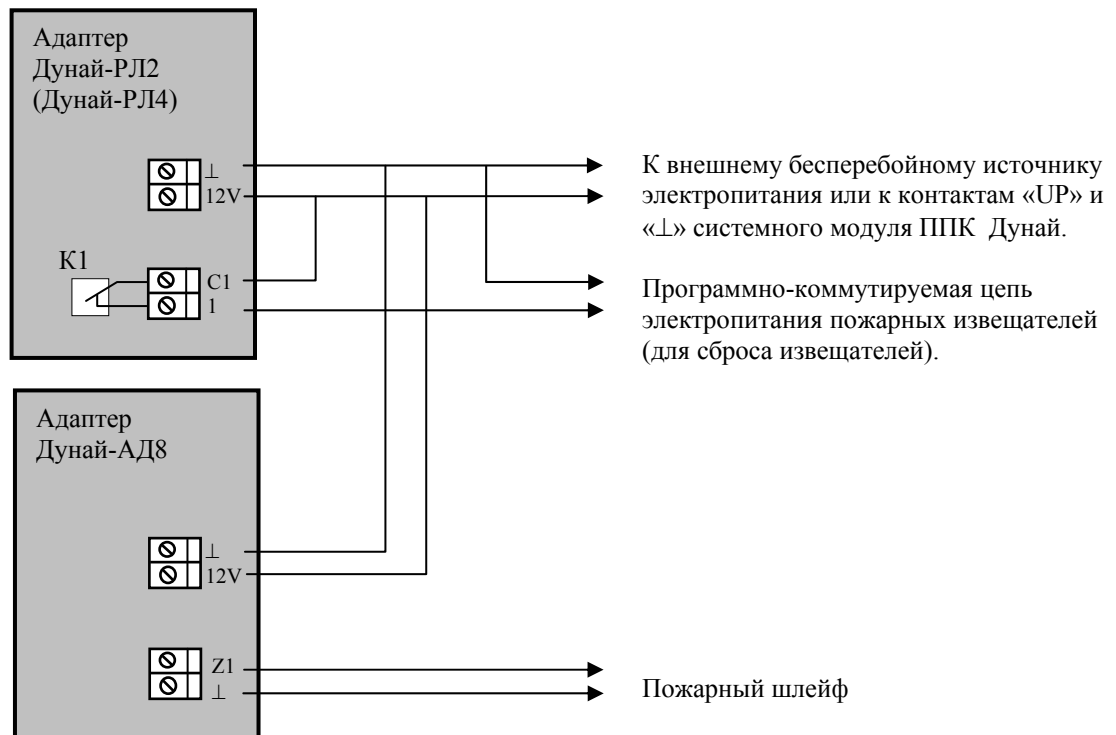 Адаптер
Дунай-РЛ2
(Дунай-РЛ4)
⊥
12V
К1
С1
1
К внешнему бесперебойному источнику
электропитания или к контактам «UP» и
«⊥» системного модуля ППК Дунай.
Программно-коммутируемая цепь
электропитания пожарных извещателей
(для сброса извещателей).
Адаптер
Дунай-АД8
⊥
12V
Z1
⊥
Пожарный шлейф